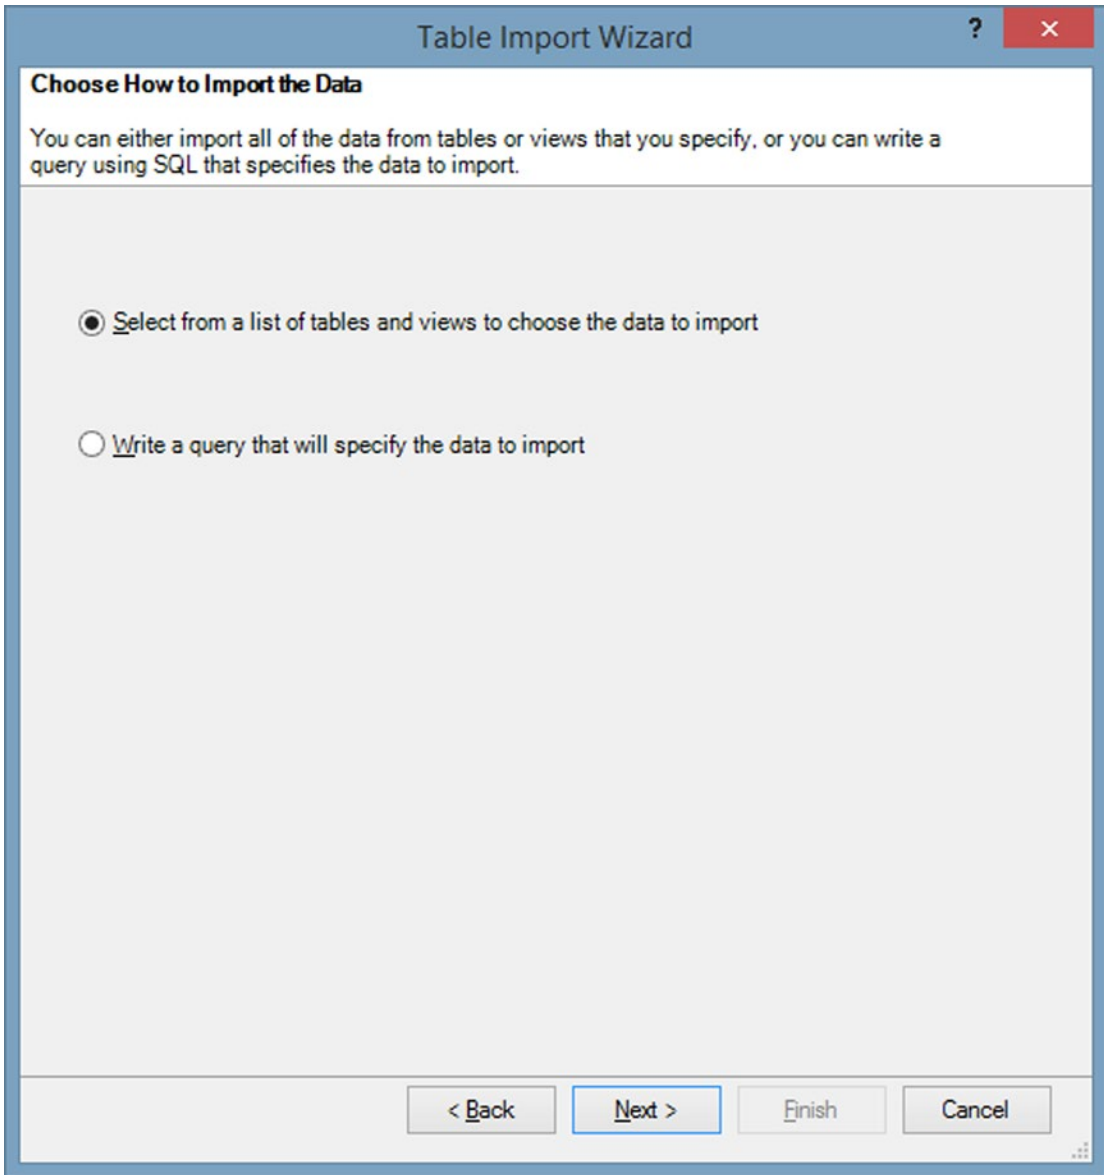 Table Import Wizard
?
×
Choose How to Import the Data
You can either import all of the data from tables or views that you specify, or you can write a
query using SQL that specifies the data to import.
Select from a list of tables and views to choose the data to import
Write a query that will specify the data to import
< Back
Next >
Finish
Cancel